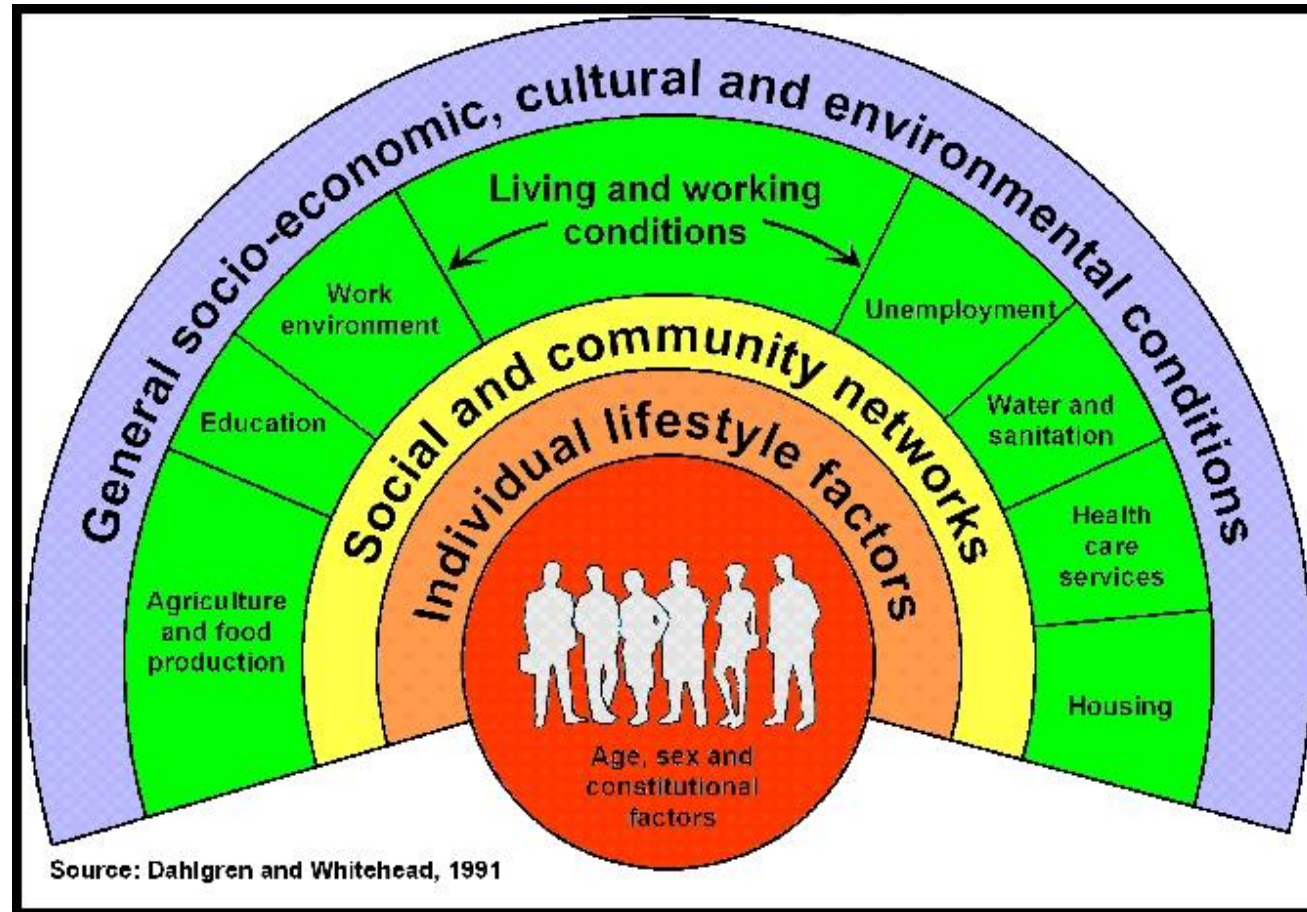 General socio-economic, cultural and environmental conditions
Living and working
conditions
Work
environment
Unemployment
Education
Water and
sanitation
Agriculture
and food
production
Health
care
services
Housing
Social and community networks
Individual lifestyle factors
Age, sex and
constitutional
factors
Source: Dahlgren and Whitehead, 1991